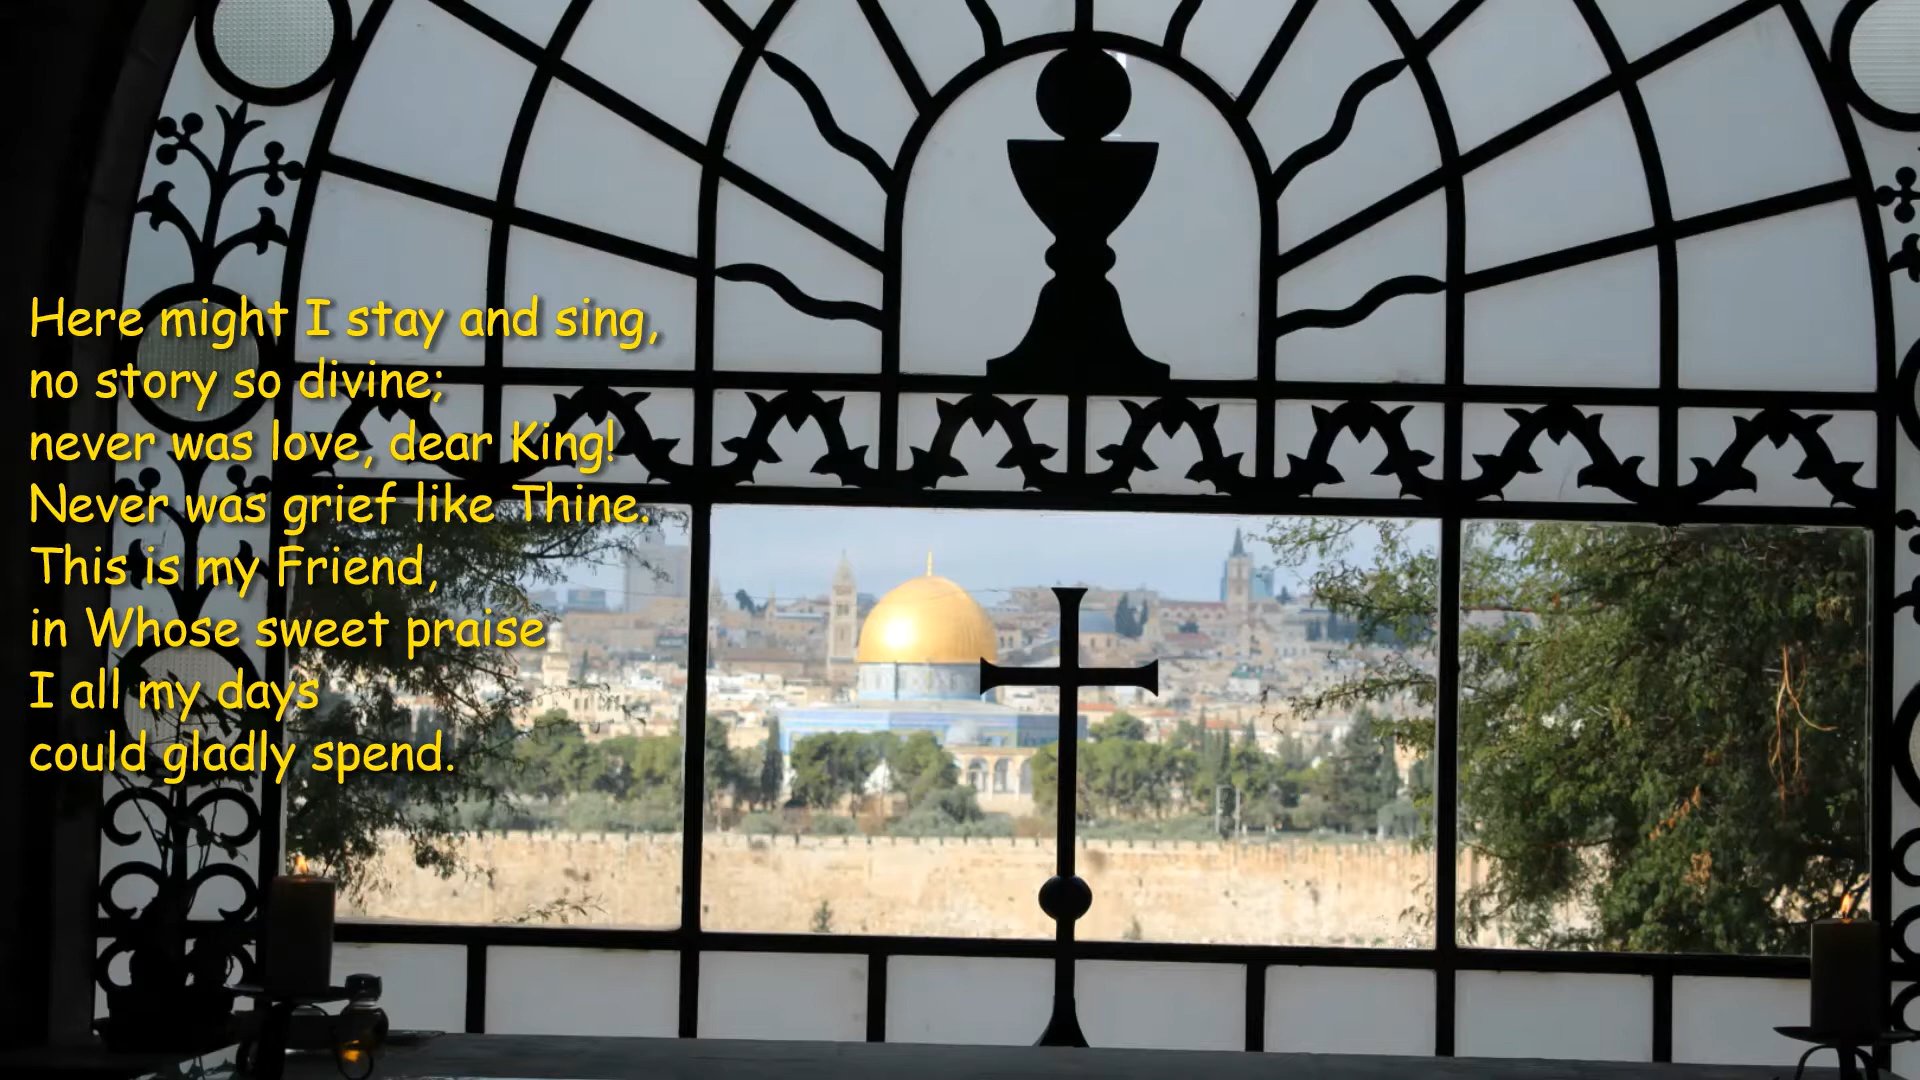 Here might I stay and sing,
no story so divine;
never was love, dear King!
Never was grief like Thine.
This is my Friend,
in Whose sweet praise
I all my days
could gladly spend.